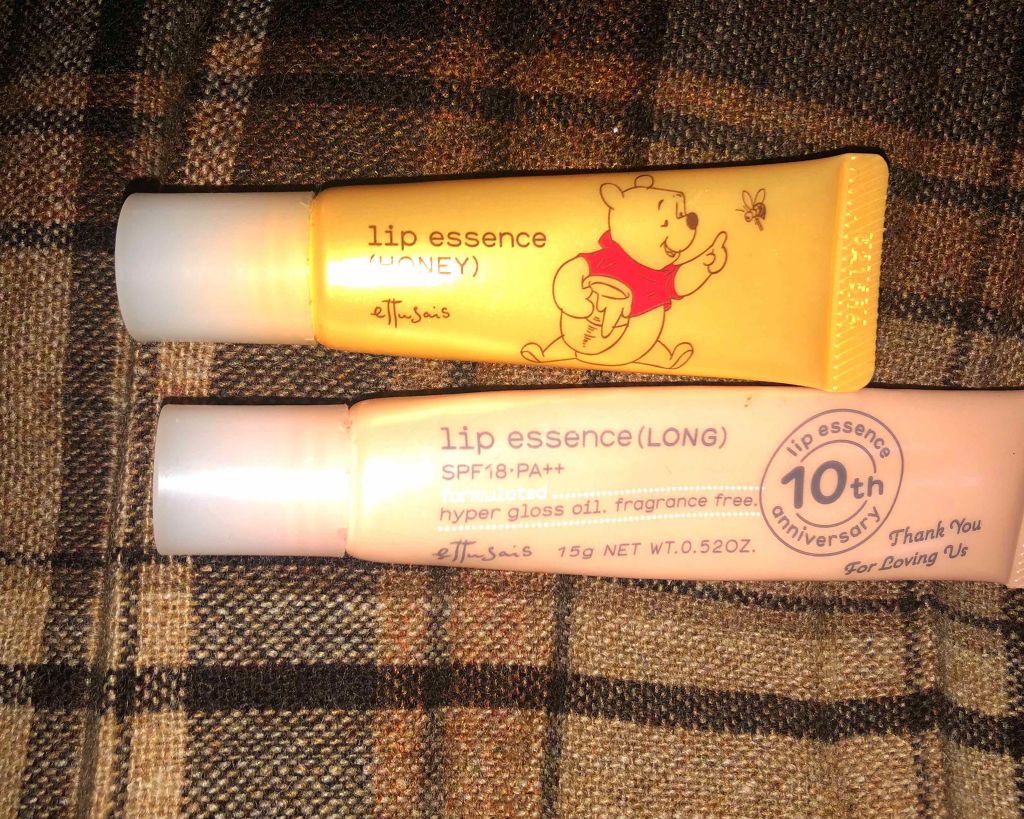 lip essence
(HONEY)
ettusais
lip essence(LONG)
SPF18·PA++
formulated
hyper gloss oil. fragrance free.
ettusais 15g NET WT.0.52OZ.
lip essence
10th
anniversary
Thank You
For Loving Us